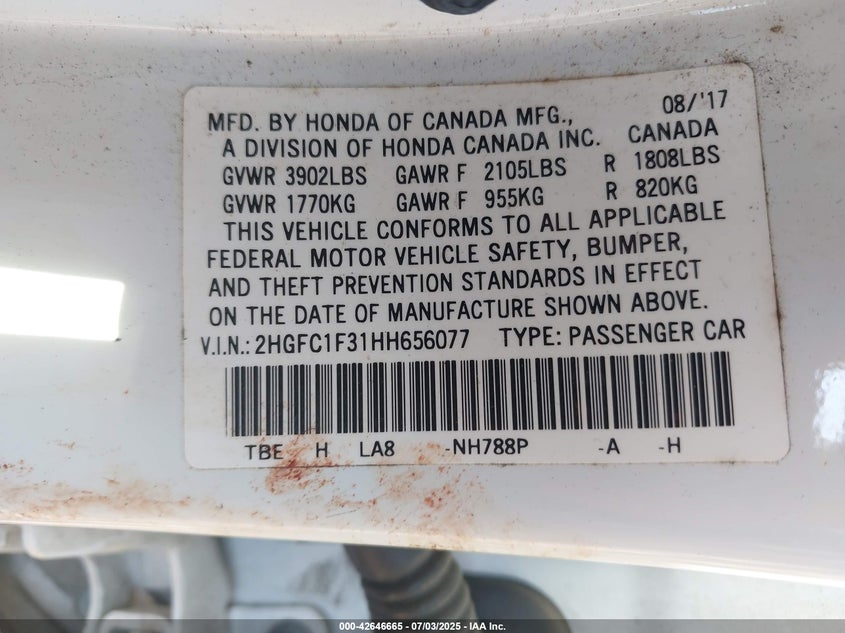 MFD. BY HONDA OF CANADA MFG., 08/'17
A DIVISION OF HONDA CANADA INC. CANADA
GVWR 3902LBS GAWR F 2105LBS R 1808LBS
GVWR 1770KG GAWR F 955KG R 820KG
THIS VEHICLE CONFORMS TO ALL APPLICABLE
FEDERAL MOTOR VEHICLE SAFETY, BUMPER,
AND THEFT PREVENTION STANDARDS IN EFFECT
ON THE DATE OF MANUFACTURE SHOWN ABOVE.
V.I.N.: 2HGFC1F31HH656077 TYPE: PASSENGER CAR
TBE H LA8 -NH788P -A -H
000-42646665 - 07/03/2025 - IAA Inc.